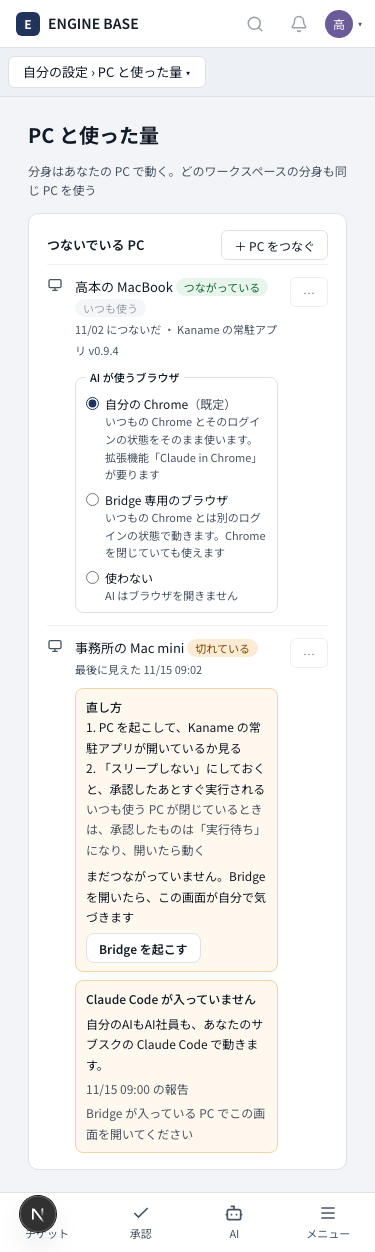 E ENGINE BASE 高
自分の設定 › PC と使った量
PC と使った量
分身はあなたの PC で動く。どのワークスペースの分身も同
じ PC を使う
つないでいる PC
＋ PC をつなぐ
高本の MacBook つながっている
いつも使う
...
11/02 につないだ ・ Kaname の常駐アプ
リ v0.9.4
AI が使うブラウザ
自分の Chrome（既定）
いつもの Chrome とそのログイ
ンの状態をそのまま使います。
拡張機能「Claude in Chrome」
が要ります
Bridge 専用のブラウザ
いつもの Chrome とは別のログ
インの状態で動きます。Chrome
を閉じていても使えます
使わない
AI はブラウザを開きません
事務所の Mac mini 切れている
...
最後に見えた 11/15 09:02
直し方
1. PC を起こして、Kaname の常
駐アプリが開いているか見る
2. 「スリープしない」にしておく
と、承認したあとすぐ実行される
いつも使う PC が閉じているとき
は、承認したものは「実行待ち」
になり、開いたら動く
まだつながっていません。Bridge
を開いたら、この画面が自分で気
づきます
Bridge を起こす
Claude Code が入っていません
自分のAIもAI社員も、あなたのサ
ブスクの Claude Code で動きま
す。
11/15 09:00 の報告
Bridge が入っている PC でこの画
面を開いてください
N
チケット
承認
AI
メニュー